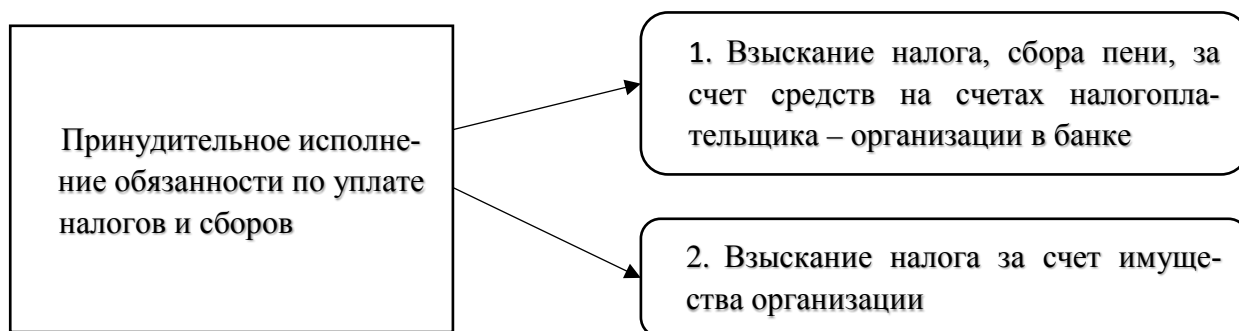 Принудительное исполне-
ние обязанности по уплате
налогов и сборов
1. Взыскание налога, сбора пени, за
счет средств на счетах налогопла-
тельщика – организации в банке
2. Взыскание налога за счет имуще-
ства организации